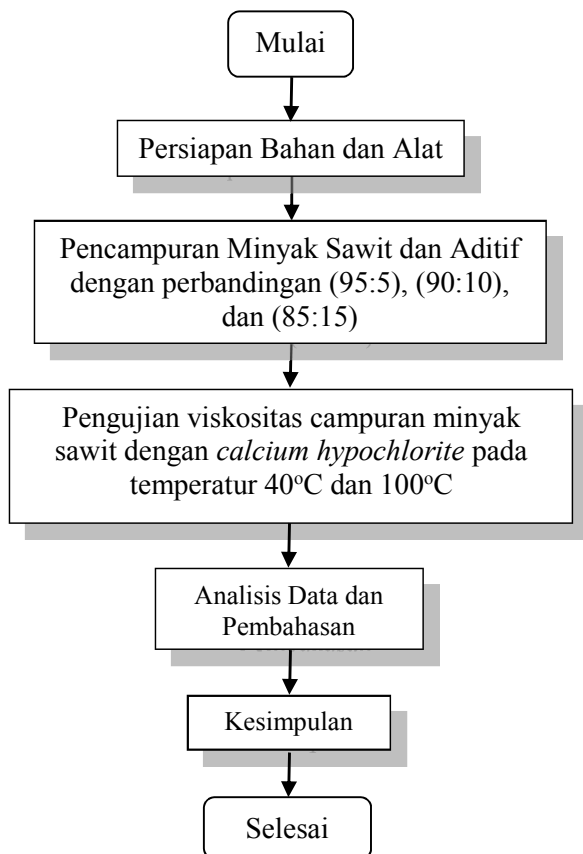 Mulai
Persiapan Bahan dan Alat
Pencampuran Minyak Sawit dan Aditif
dengan perbandingan (95:5), (90:10),
dan (85:15)
Pengujian viskositas campuran minyak
sawit dengan calcium hypochlorite pada
temperatur 40°C dan 100°C
Analisis Data dan
Pembahasan
Kesimpulan
Selesai